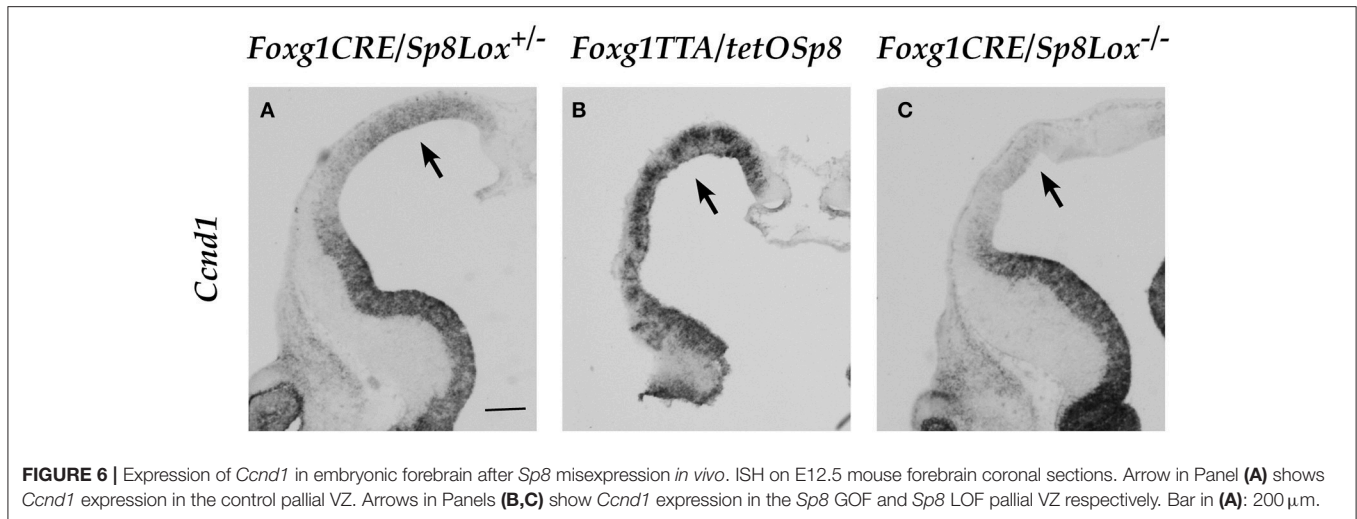 Foxg1CRE/Sp8Lox+/- Foxg1TTA/tetOSp8 Foxg1CRE/Sp8Lox-/-
A B C
Ccnd1
FIGURE 6 | Expression of Ccnd1 in embryonic forebrain after Sp8 misexpression in vivo. ISH on E12.5 mouse forebrain coronal sections. Arrow in Panel (A) shows
Ccnd1 expression in the control pallial VZ. Arrows in Panels (B,C) show Ccnd1 expression in the Sp8 GOF and Sp8 LOF pallial VZ respectively. Bar in (A): 200 μm.